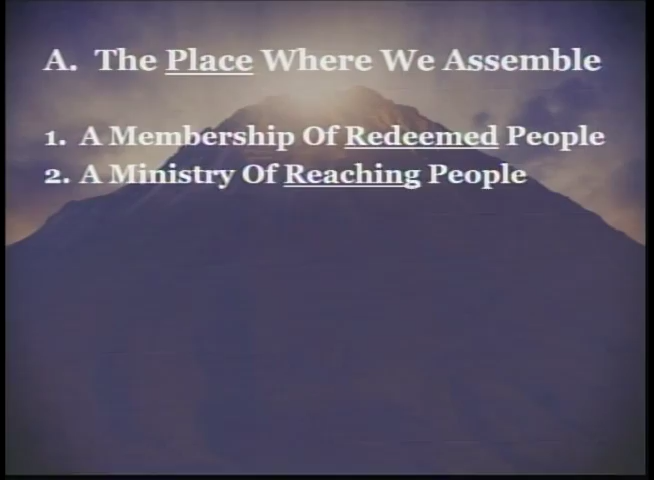 A. The Place Where We Assemble
1. A Membership Of Redeemed People
2. A Ministry Of Reaching People